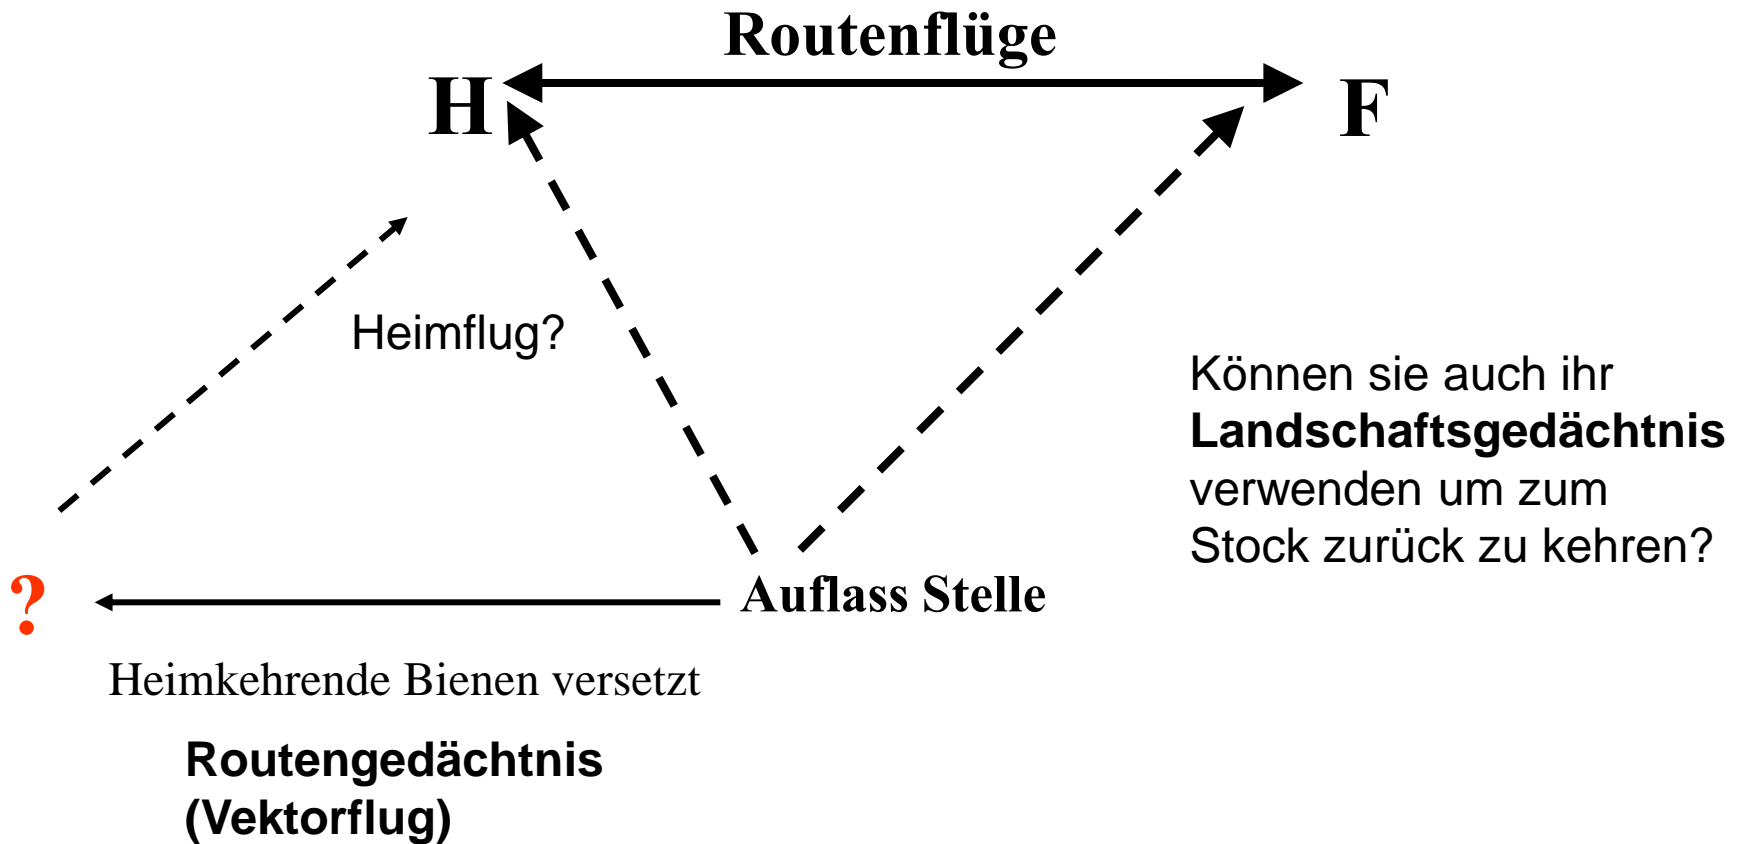 Routenflüge
H
F
Heimflug?
Können sie auch ihr
Landschaftsgedächtnis
verwenden um zum
Stock zurück zu kehren?
?
Auflass Stelle
Heimkehrende Bienen versetzt
Routengedächtnis
(Vektorflug)